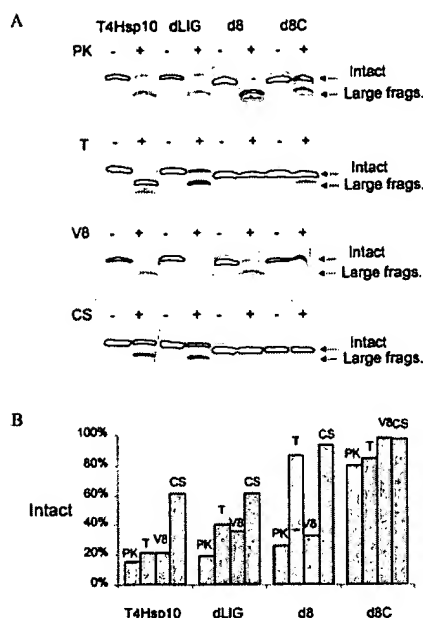 A
T4Hsp10 dLIG d8 d8C
PK - + - + - + - +
Intact
Large frags.
T - + - + - + - +
Intact
Large frags.
V8 - + - + - + - +
Intact
Large frags.
CS - + - + - + - +
Intact
Large frags.
B
100%
80%
60%
40%
20%
0%
Intact
PK T V8 CS
PK T V8 CS
PK T V8 CS
PK T V8 CS
T4Hsp10 dLIG d8 d8C